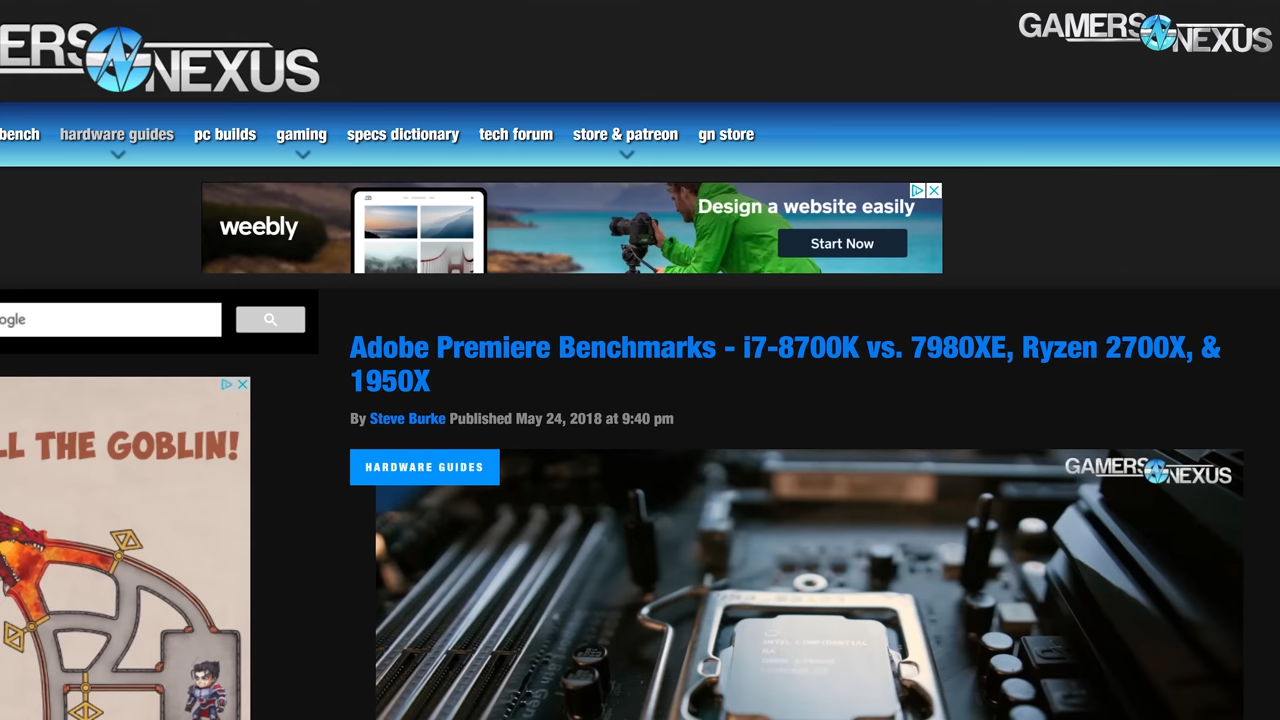 ERS NEXUS
GAMERS NEXUS
bench hardware guides pc builds gaming specs dictionary tech forum store & patreon gn store
weebly
Design a website easily
Start Now
ogle
LL THE GOBLIN!
Adobe Premiere Benchmarks - i7-8700K vs. 7980XE, Ryzen 2700X, &
1950X
By Steve Burke Published May 24, 2018 at 9:40 pm
HARDWARE GUIDES
GAMERS NEXUS
INTEL CONFIDENTIAL